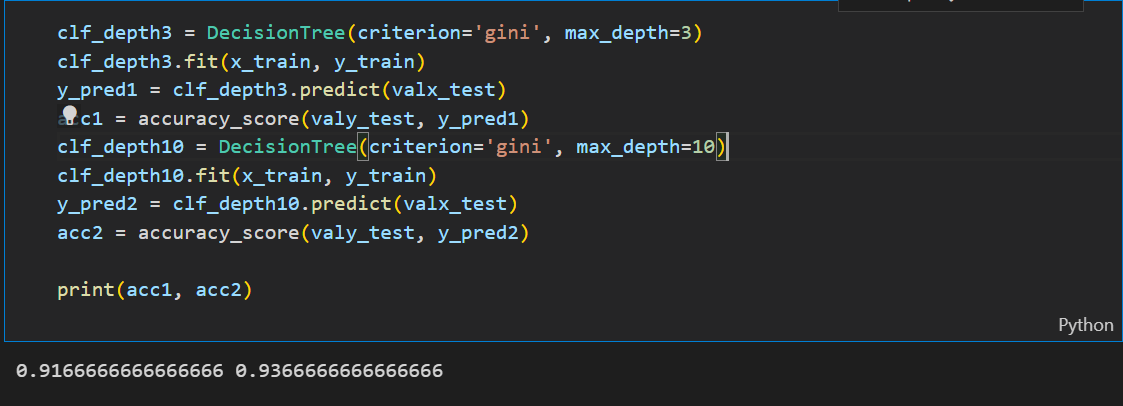 clf_depth3 = DecisionTree(criterion='gini', max_depth=3)
clf_depth3.fit(x_train, y_train)
y_pred1 = clf_depth3.predict(valx_test)
acc1 = accuracy_score(valy_test, y_pred1)
clf_depth10 = DecisionTree(criterion='gini', max_depth=10)
clf_depth10.fit(x_train, y_train)
y_pred2 = clf_depth10.predict(valx_test)
acc2 = accuracy_score(valy_test, y_pred2)
print(acc1, acc2)
Python
0.9166666666666666 0.9366666666666666